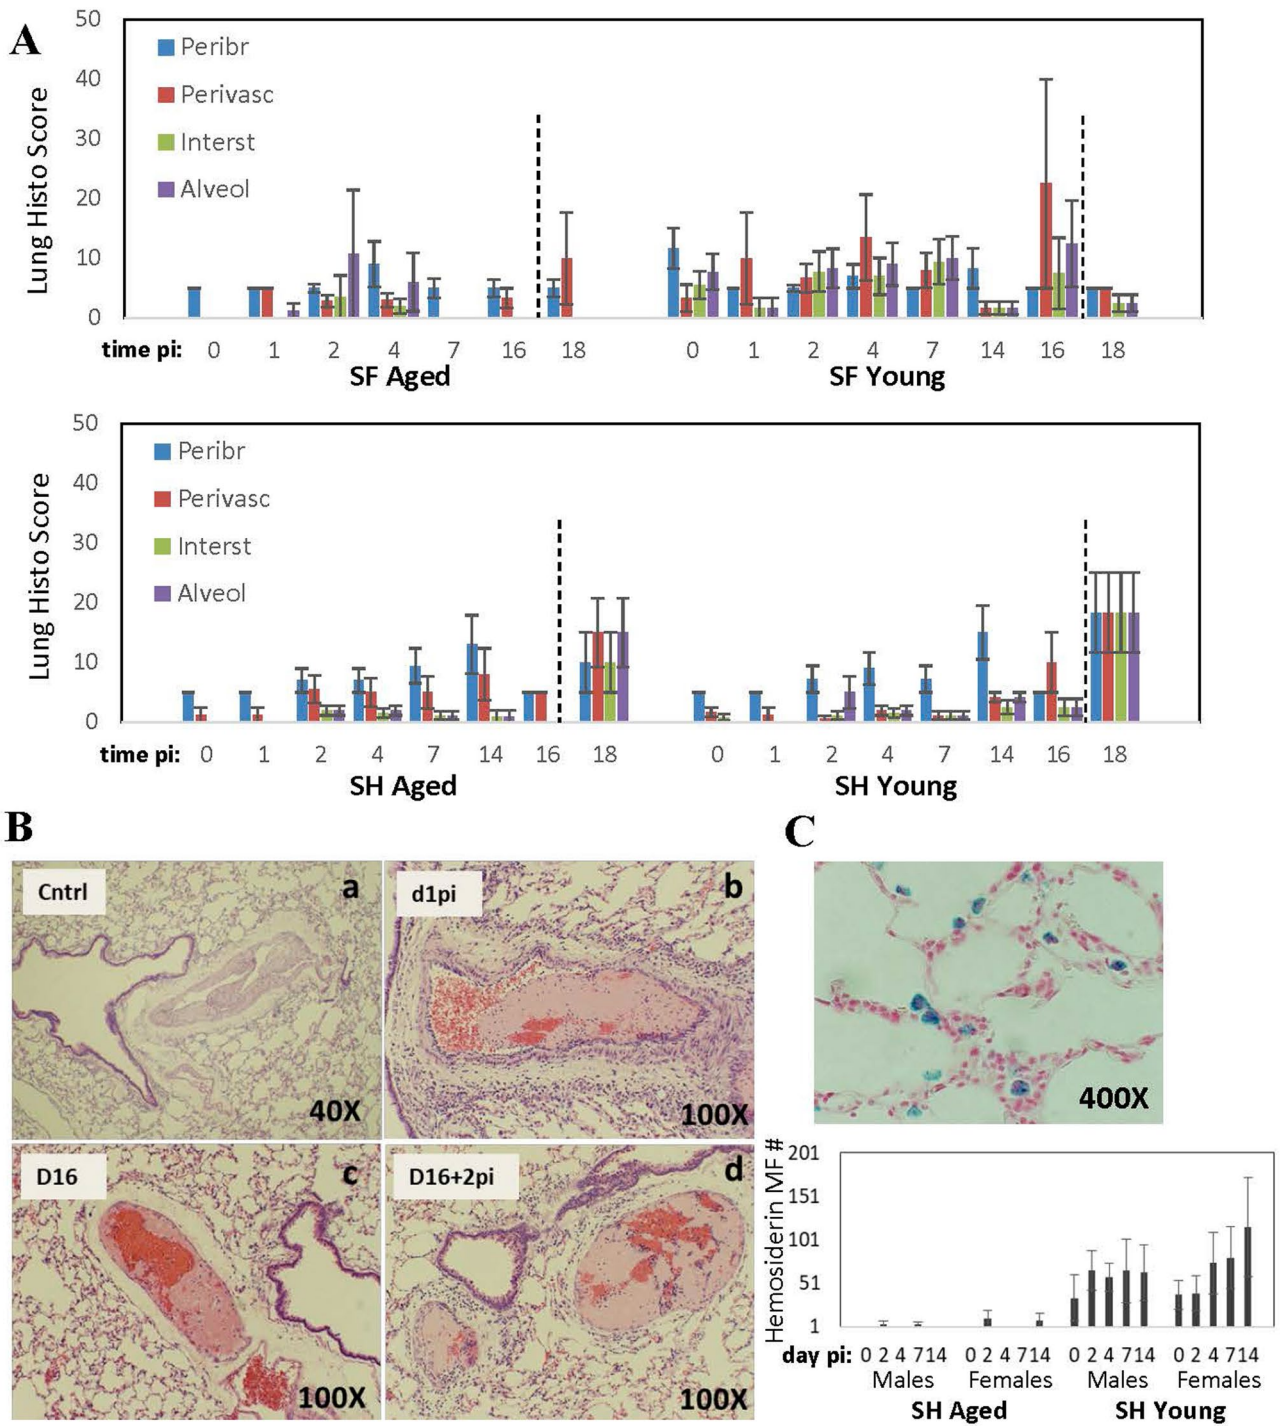 A
Lung Histo Score
50
40
30
20
10
0
Peribr
Perivasc
Interst
Alveol
time pi: 0 1 2 4 7 16 18 0 1 2 4 7 14 16 18
SF Aged SF Young
Lung Histo Score
50
40
30
20
10
0
Peribr
Perivasc
Interst
Alveol
time pi: 0 1 2 4 7 14 16 18 0 1 2 4 7 14 16 18
SH Aged SH Young
B
Cntrl a
40X
d1pi b
100X
D16 c
100X
D16+2pi d
100X
C
400X
Hemosiderin MF #
201
151
101
51
1
day pi: 0 2 4 7 14 0 2 4 7 14 0 2 4 7 14 0 2 4 7 14
Males Females Males Females
SH Aged SH Young